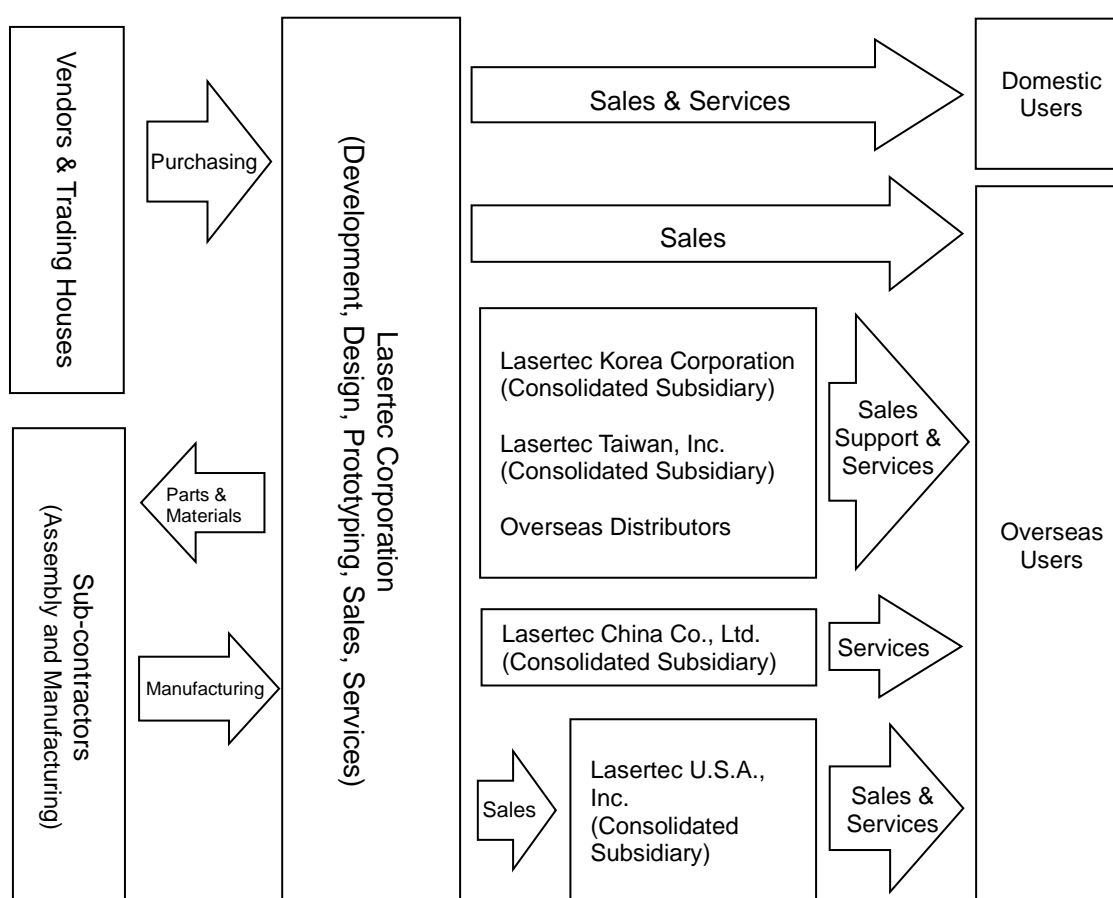 Vendors & Trading Houses
Purchasing
Parts &
Materials
Sub-contractors
(Assembly and Manufacturing)
Manufacturing
Lasertec Corporation
(Development, Design, Prototyping, Sales, Services)
Sales & Services
Domestic
Users
Sales
Lasertec Korea Corporation
(Consolidated Subsidiary)
Lasertec Taiwan, Inc.
(Consolidated Subsidiary)
Overseas Distributors
Sales
Support &
Services
Overseas
Users
Lasertec China Co., Ltd.
(Consolidated Subsidiary)
Services
Sales
Lasertec U.S.A.,
Inc.
(Consolidated
Subsidiary)
Sales &
Services